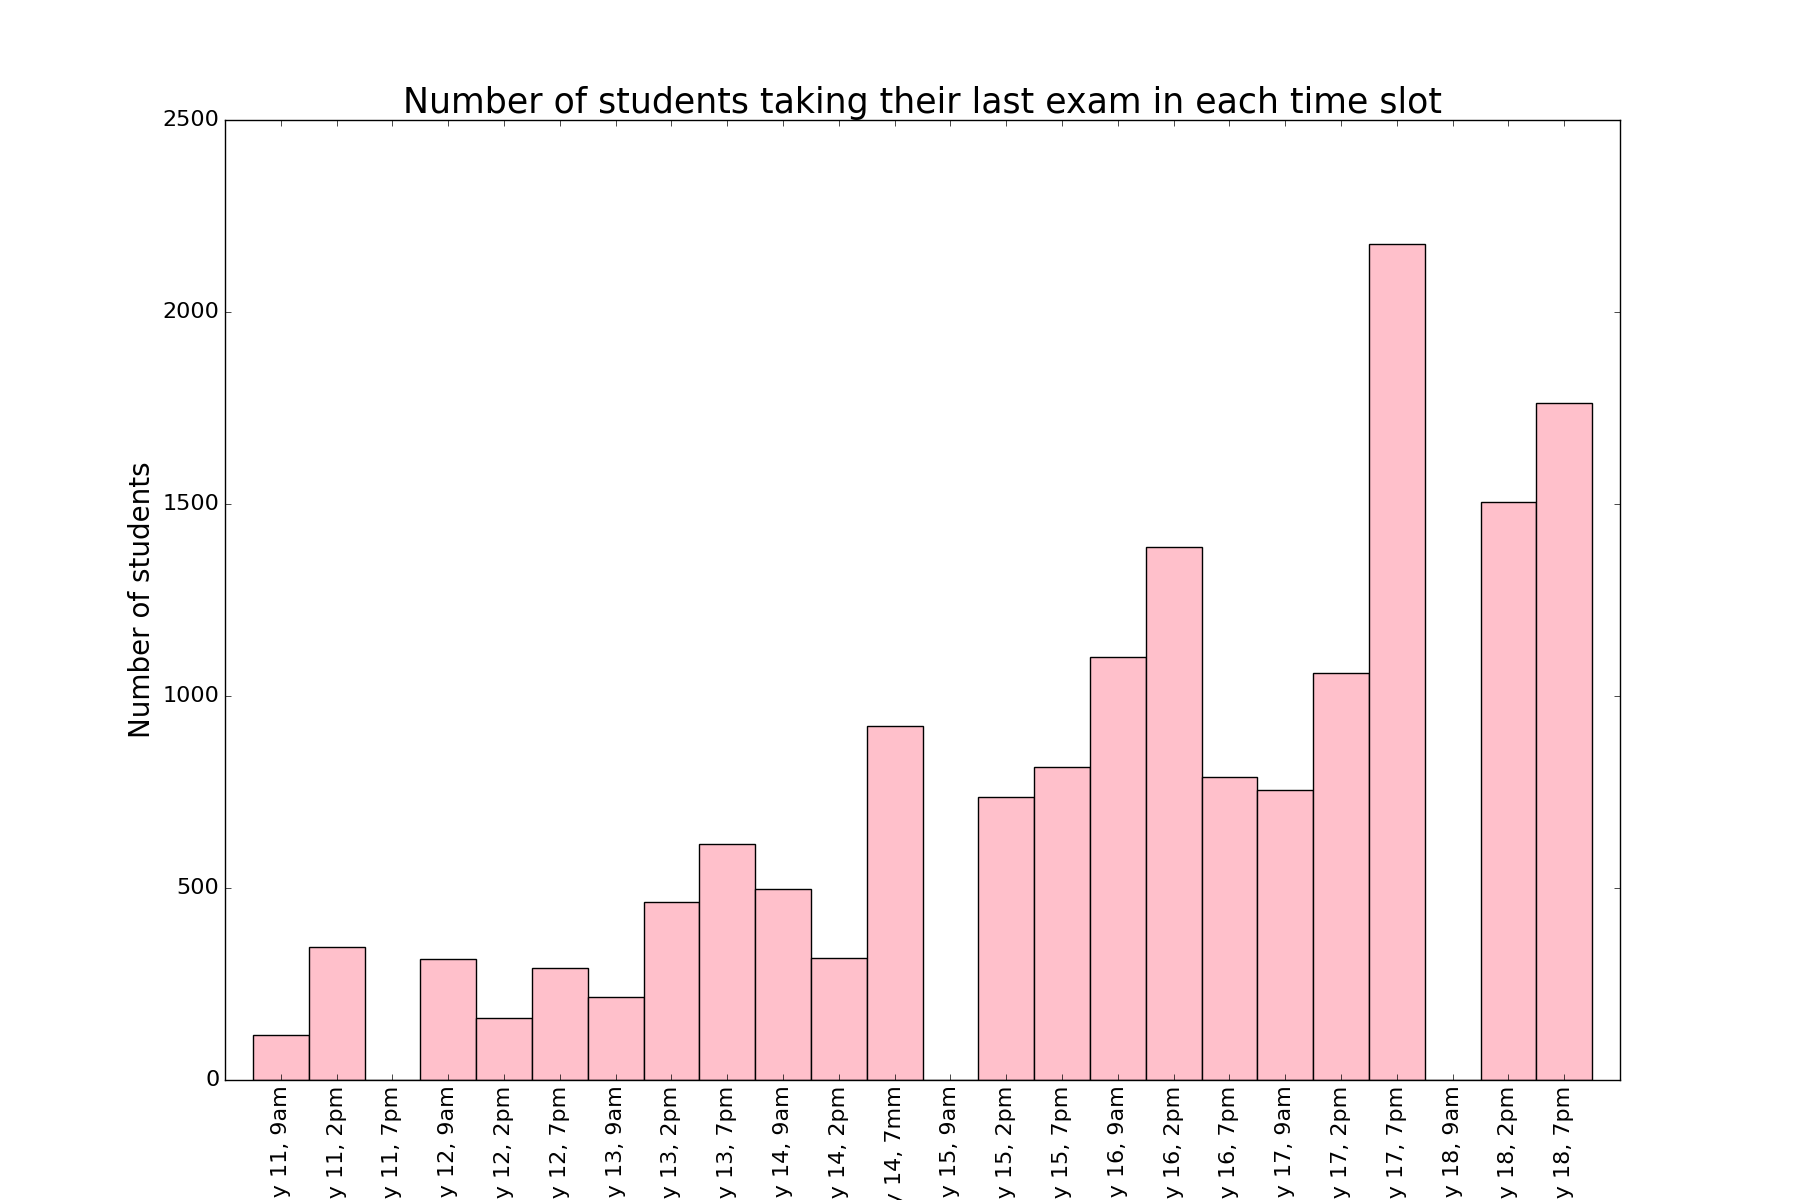 Number of students taking their last exam in each time slot
Number of students
2500
2000
1500
1000
500
0
y 11, 9am
y 11, 2pm
y 11, 7pm
y 12, 9am
y 12, 2pm
y 12, 7pm
y 13, 9am
y 13, 2pm
y 13, 7pm
y 14, 9am
y 14, 2pm
y 14, 7mm
y 15, 9am
y 15, 2pm
y 15, 7pm
y 16, 9am
y 16, 2pm
y 16, 7pm
y 17, 9am
y 17, 2pm
y 17, 7pm
y 18, 9am
y 18, 2pm
y 18, 7pm